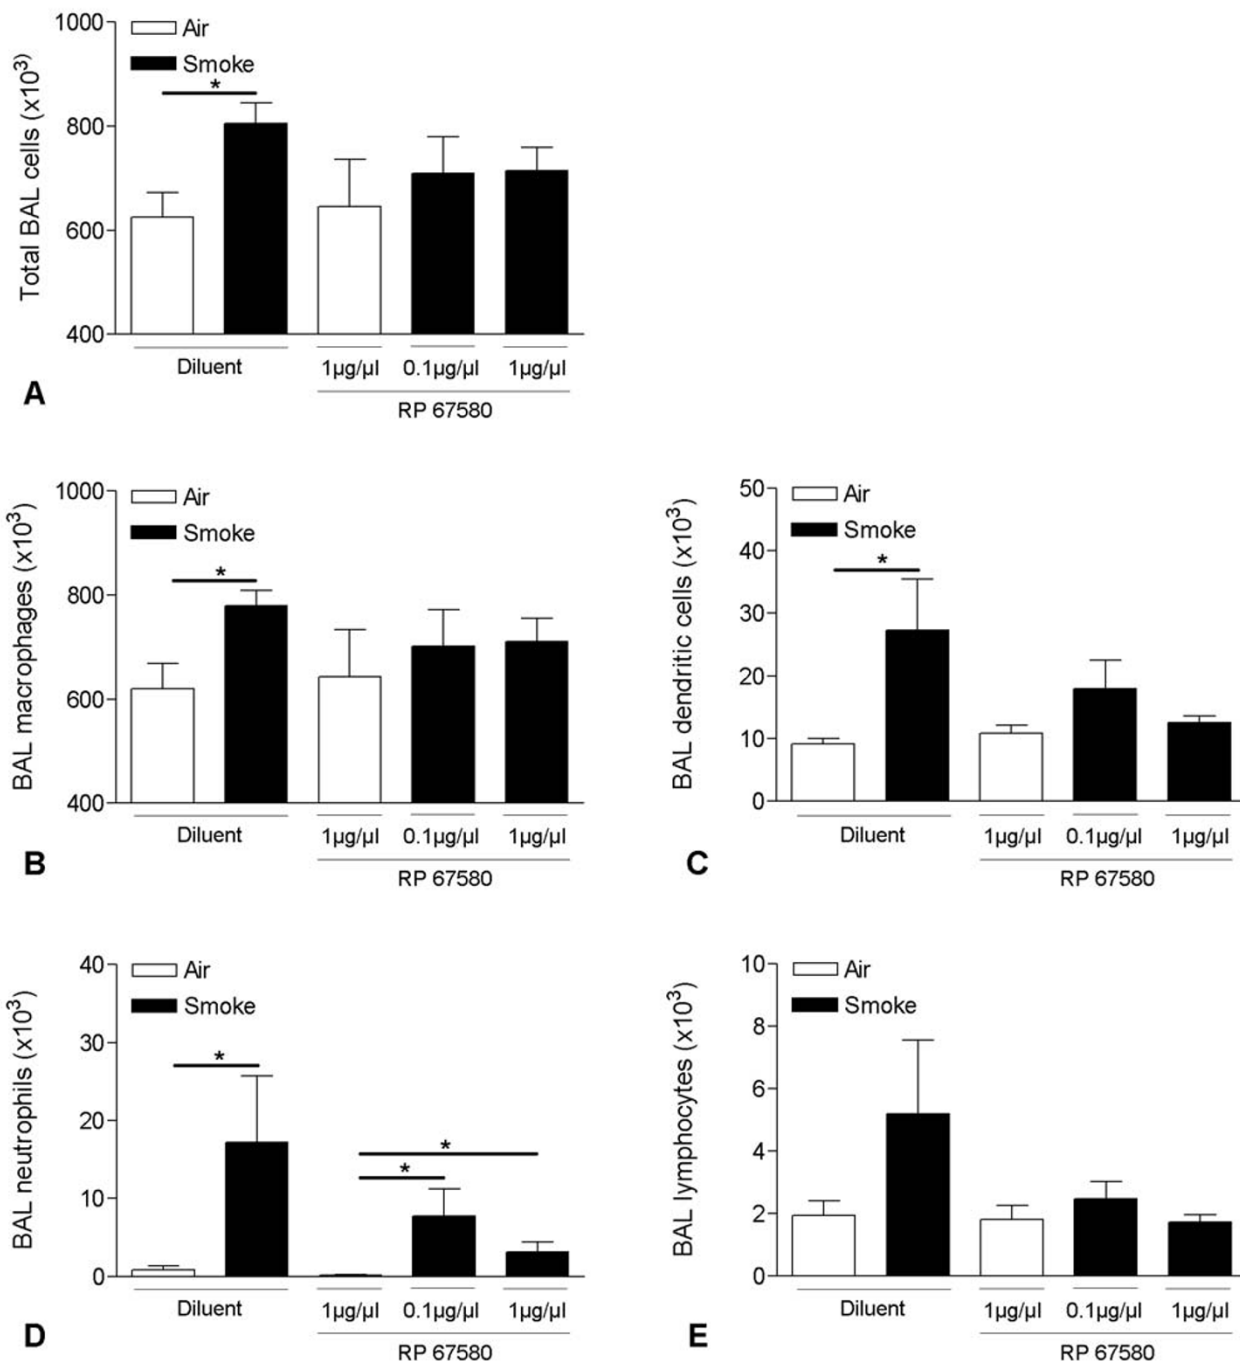 1000
Air
Smoke
*
800
600
400
Total BAL cells (x10³)
Diluent
1µg/µl
0.1µg/µl
1µg/µl
RP 67580
A
1000
Air
Smoke
*
800
600
400
BAL macrophages (x10³)
Diluent
1µg/µl
0.1µg/µl
1µg/µl
RP 67580
B
50
Air
Smoke
*
40
30
20
10
0
BAL dendritic cells (x10³)
Diluent
1µg/µl
0.1µg/µl
1µg/µl
RP 67580
C
40
Air
Smoke
30
*
20
*
*
10
0
BAL neutrophils (x10³)
Diluent
1µg/µl
0.1µg/µl
1µg/µl
RP 67580
D
10
Air
Smoke
8
6
4
2
0
BAL lymphocytes (x10³)
Diluent
1µg/µl
0.1µg/µl
1µg/µl
RP 67580
E